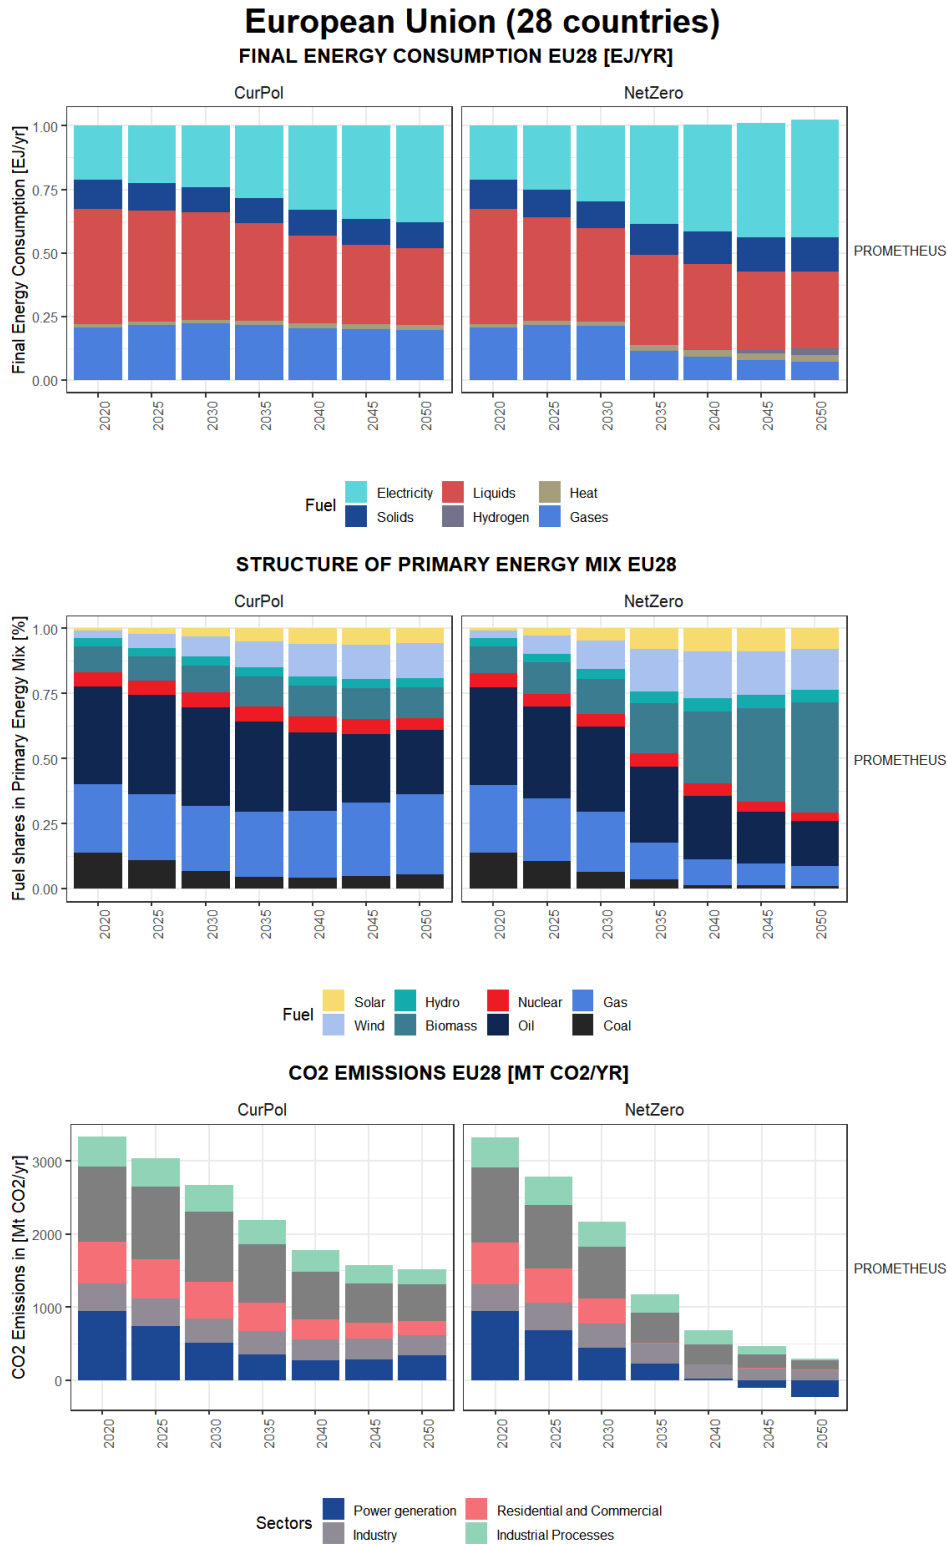 European Union (28 countries)
FINAL ENERGY CONSUMPTION EU28 [EJ/YR]
CurPol
NetZero
Final Energy Consumption [EJ/yr]
1.00
0.75
0.50
0.25
0.00
PROMETHEUS
2020 2025 2030 2035 2040 2045 2050
2020 2025 2030 2035 2040 2045 2050
Fuel
Electricity Liquids Heat
Solids Hydrogen Gases
STRUCTURE OF PRIMARY ENERGY MIX EU28
CurPol
NetZero
Fuel shares in Primary Energy Mix [%]
1.00
0.75
0.50
0.25
0.00
PROMETHEUS
2020 2025 2030 2035 2040 2045 2050
2020 2025 2030 2035 2040 2045 2050
Fuel
Solar Hydro Nuclear Gas
Wind Biomass Oil Coal
CO2 EMISSIONS EU28 [MT CO2/YR]
CurPol
NetZero
CO2 Emissions in [Mt CO2/yr]
3000
2000
1000
0
PROMETHEUS
2020 2025 2030 2035 2040 2045 2050
2020 2025 2030 2035 2040 2045 2050
Sectors
Power generation Residential and Commercial
Industry Industrial Processes